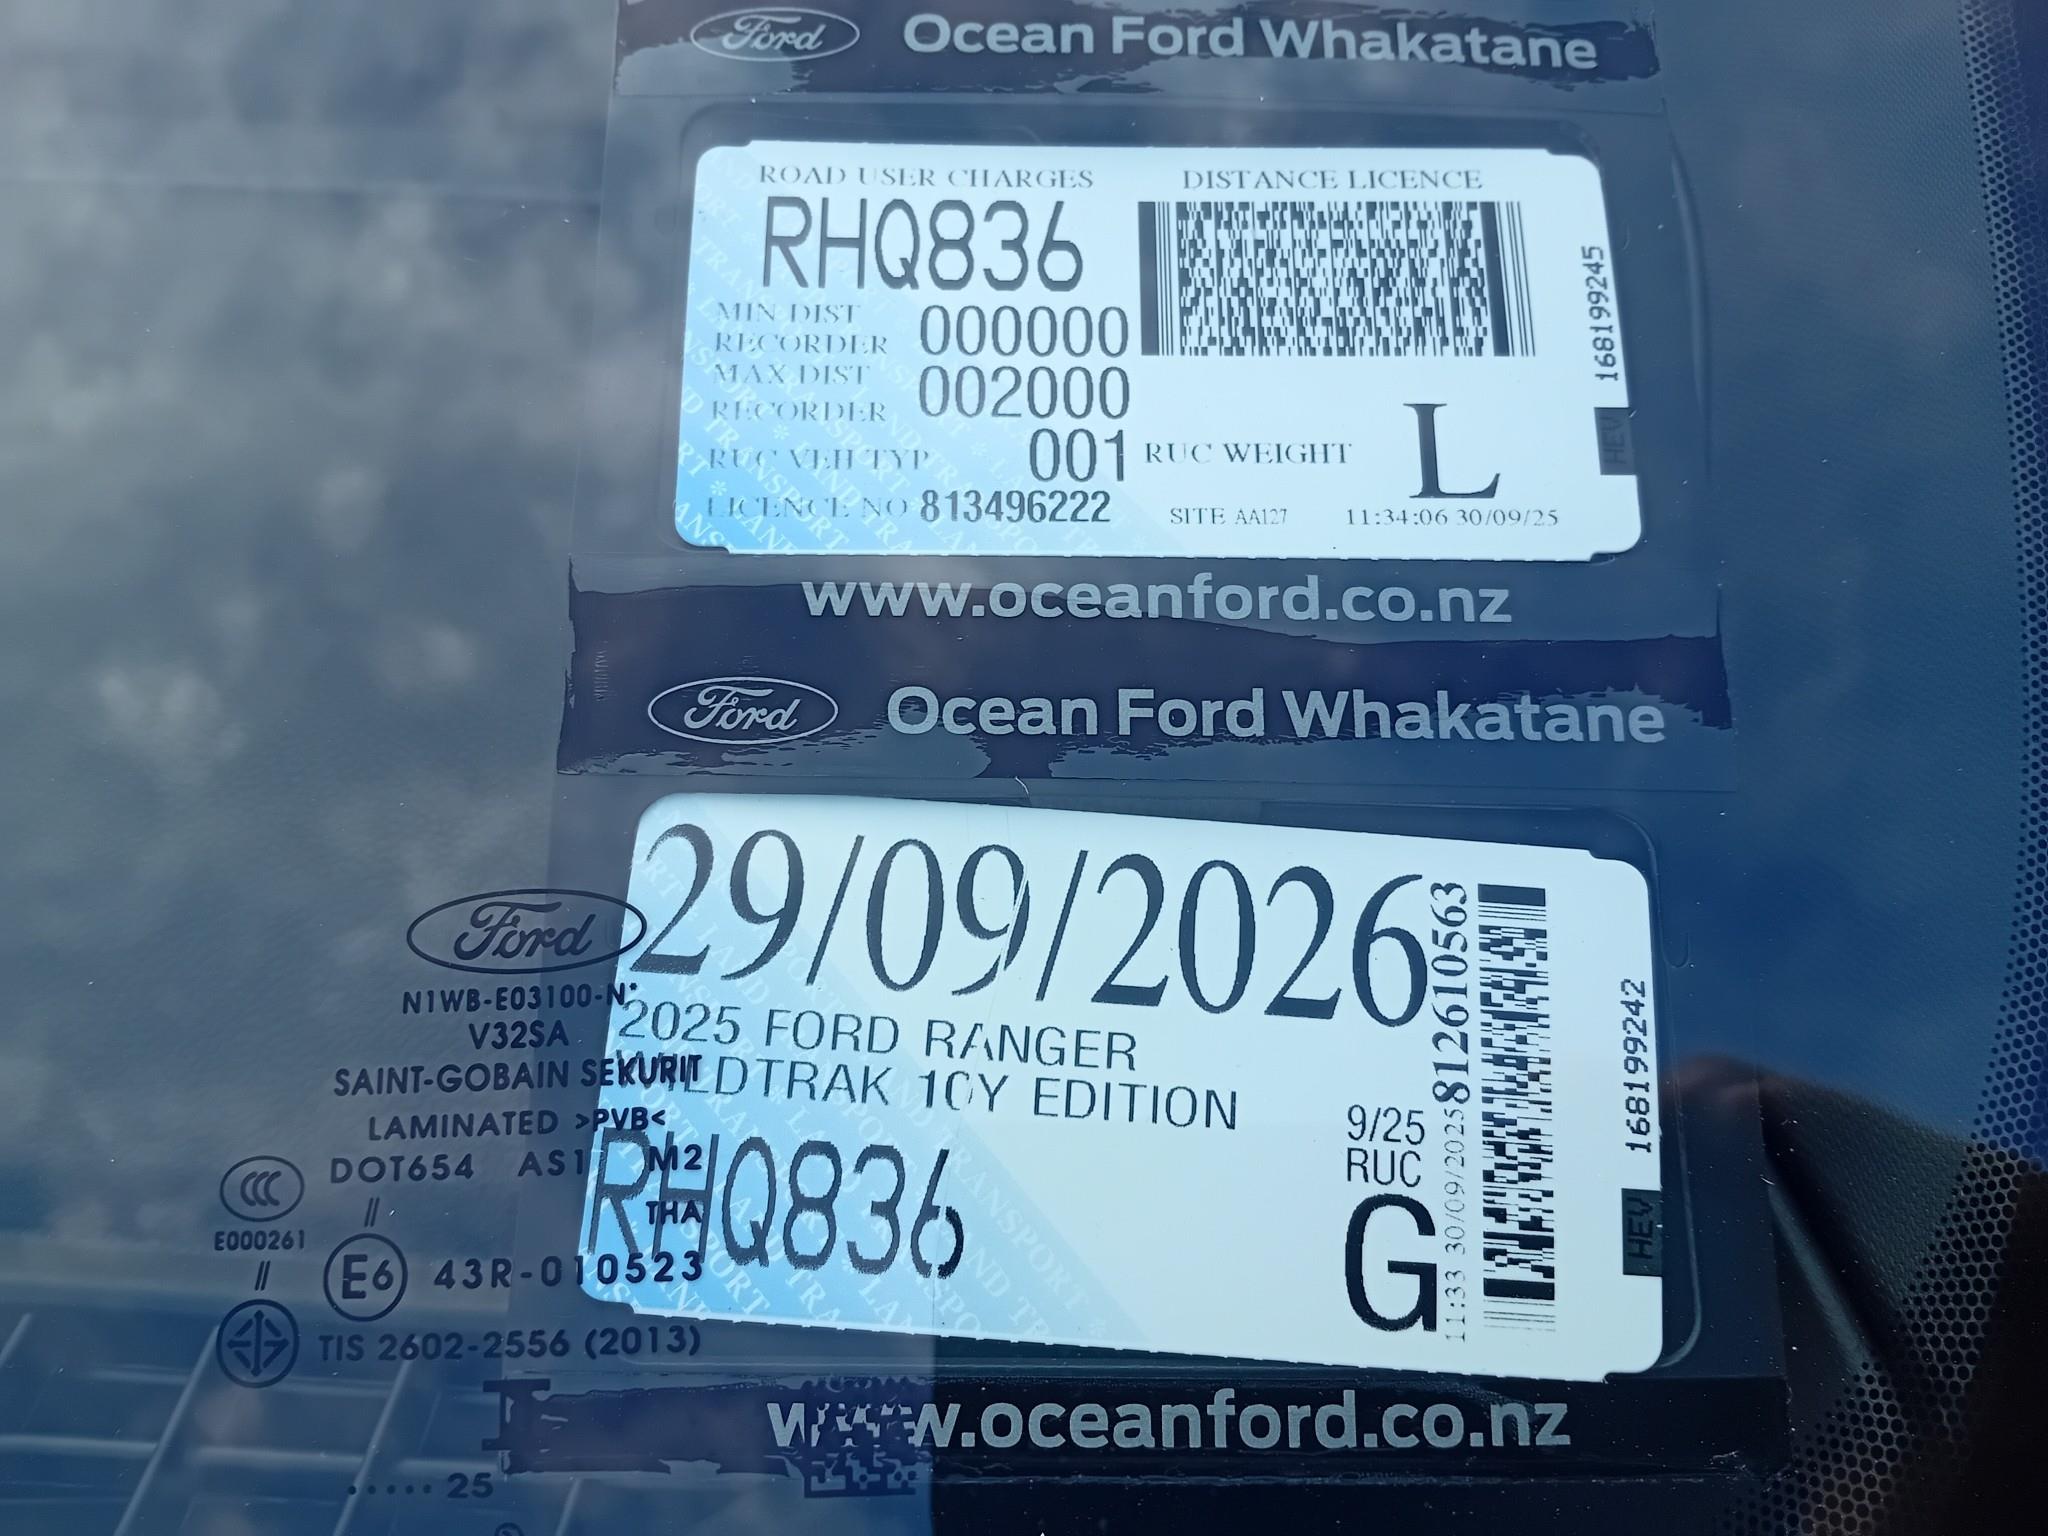 Ford Ocean Ford Whakatane
ROAD USER CHARGES DISTANCE LICENCE
RHQ836
MIN DIST
RECORDER 000000
MAX DIST
RECORDER 002000
RUC VEH TYP 001 RUC WEIGHT L
LICENCE NO 813496222 SITE AA127 11:34:06 30/09/25
16819245
HEV
www.oceanford.co.nz
Ford Ocean Ford Whakatane
29/09/2026
2025 FORD RANGER
WILDTRAK 10Y EDITION
RHQ836
9/25
RUC
G
11:33 30/09/2025 812610563
168199242
HEV
www.oceanford.co.nz
Ford
N1WB-E03100-N*
V32SA
SAINT-GOBAIN SEKURIT
LAMINATED >PVB<
DOT654 AS1 M2
CCC // THA
E000261
// E6 43R-010523
TIS 2602-2556 (2013)
..... 25